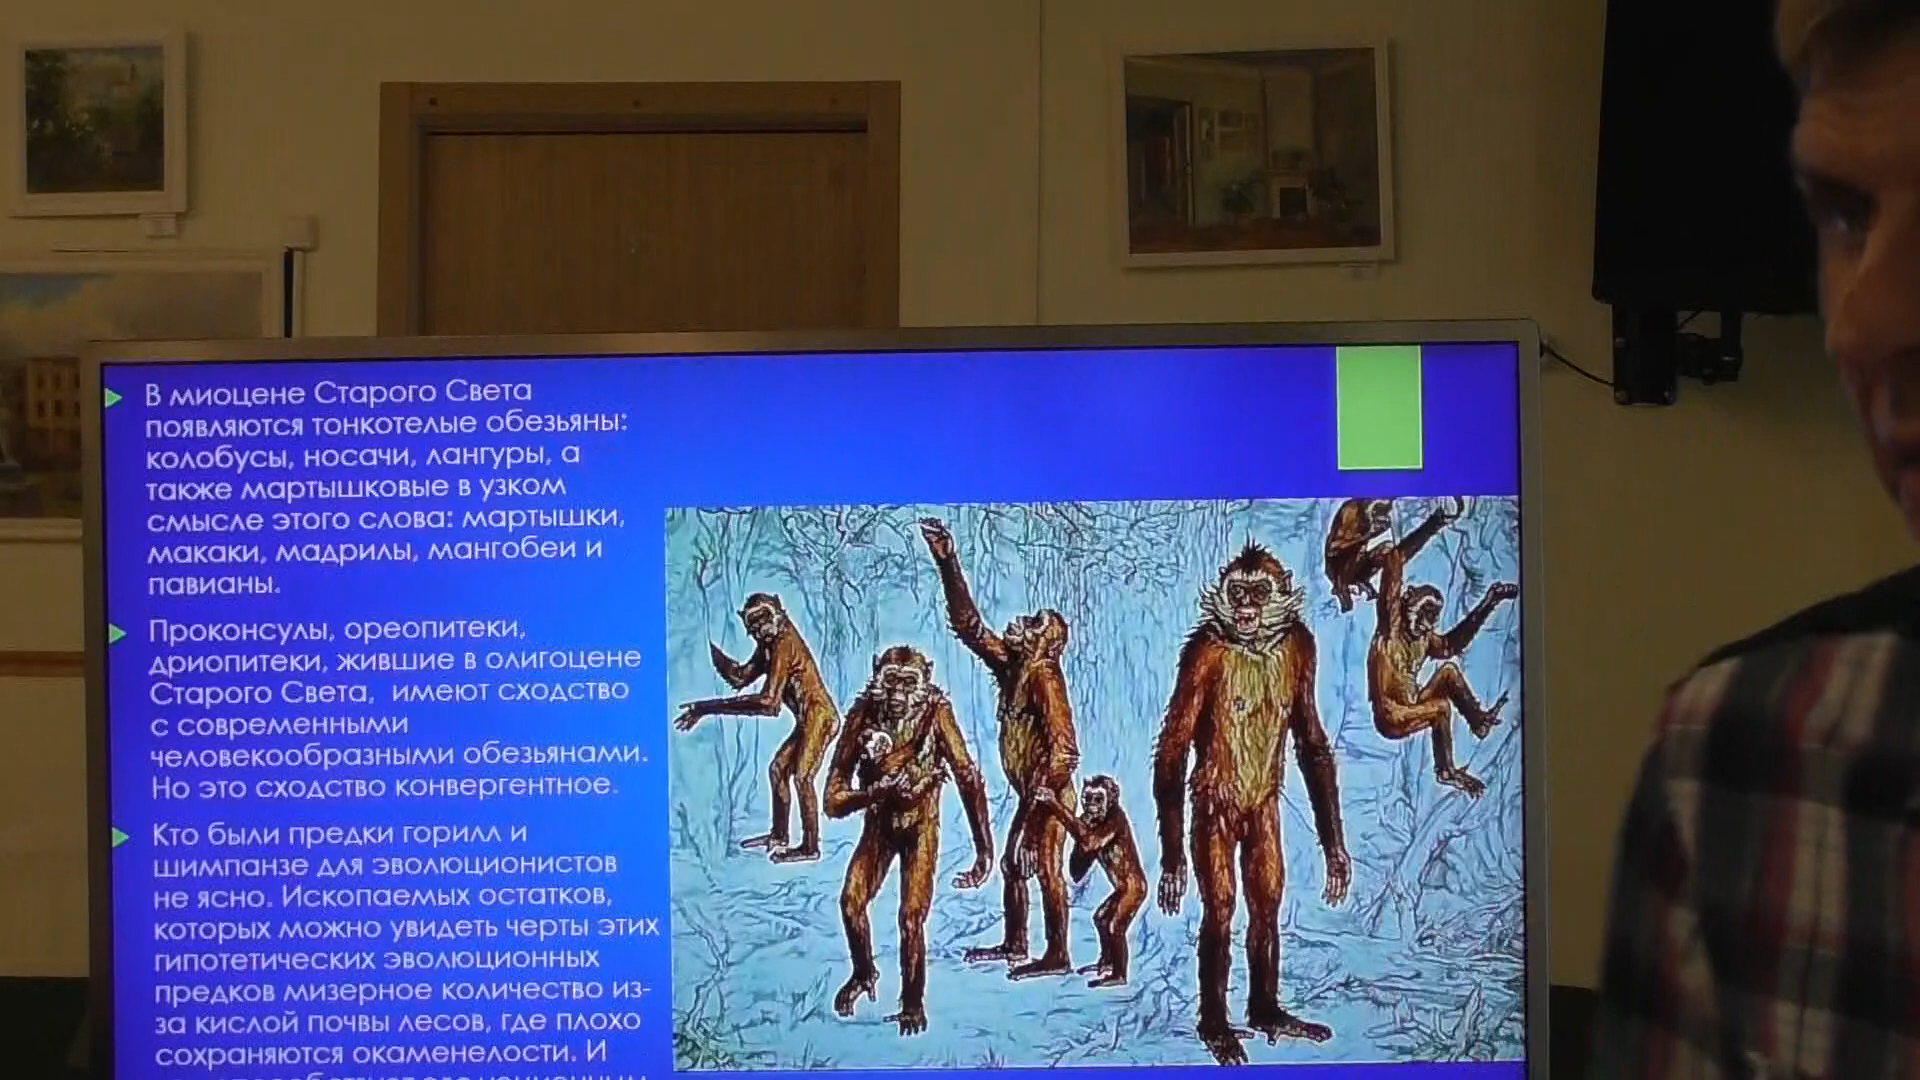 В миоцене Старого Света
появляются тонкотелые обезьяны:
колобусы, носачи, лангуры, а
также мартышковые в узком
смысле этого слова: мартышки,
макаки, мадрилы, мангобеи и
павианы.
Проконсулы, ореопитеки,
дриопитеки, жившие в олигоцене
Старого Света, имеют сходство
с современными
человекообразными обезьянами.
Но это сходство конвергентное.
Кто были предки горилл и
шимпанзе для эволюционистов
не ясно. Ископаемых остатков,
которых можно увидеть черты этих
гипотетических эволюционных
предков мизерное количество из-
за кислой почвы лесов, где плохо
сохраняются окаменелости. И